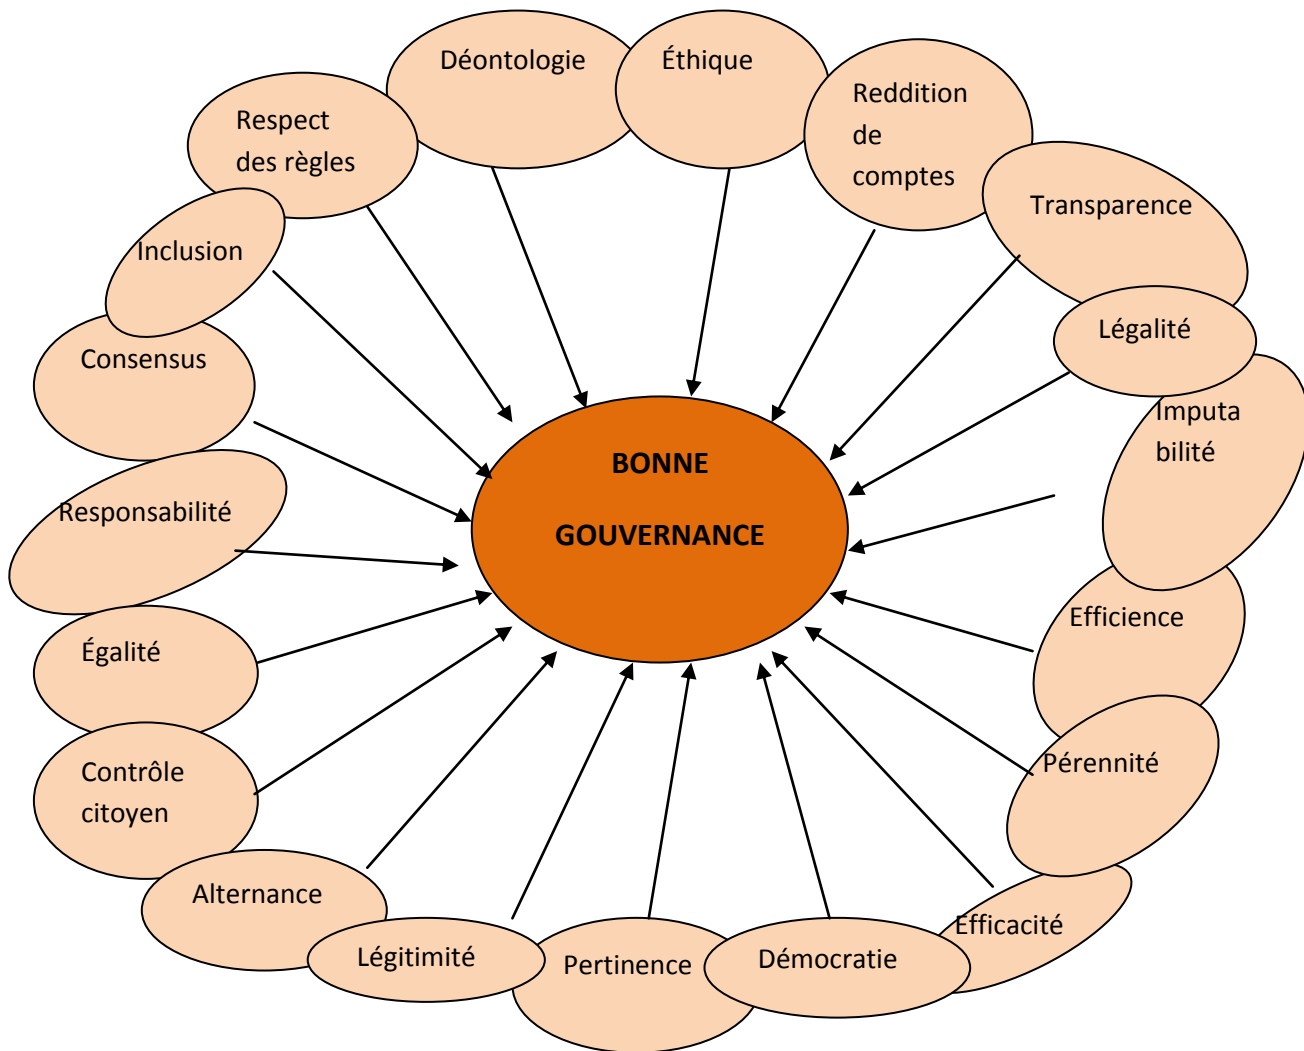 Déontologie
Éthique
Reddition
de
comptes
Respect
des règles
Transparence
Inclusion
Légalité
Consensus
Imputa
bilité
BONNE
GOUVERNANCE
Responsabilité
Efficience
Égalité
Pérennité
Contrôle
citoyen
Alternance
Efficacité
Légitimité
Pertinence
Démocratie